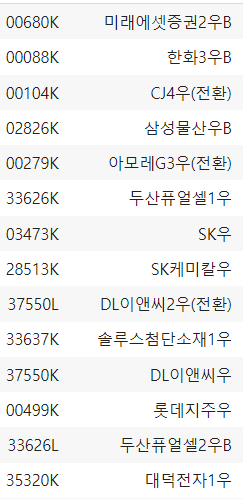 00680K 미래에셋증권2우B
00088K 한화3우B
00104K CJ4우(전환)
02826K 삼성물산우B
00279K 아모레G3우(전환)
33626K 두산퓨얼셀1우
03473K SK우
28513K SK케미칼우
37550L DL이앤씨2우(전환)
33637K 솔루스첨단소재1우
37550K DL이앤씨우
00499K 롯데지주우
33626L 두산퓨얼셀2우B
35320K 대덕전자1우